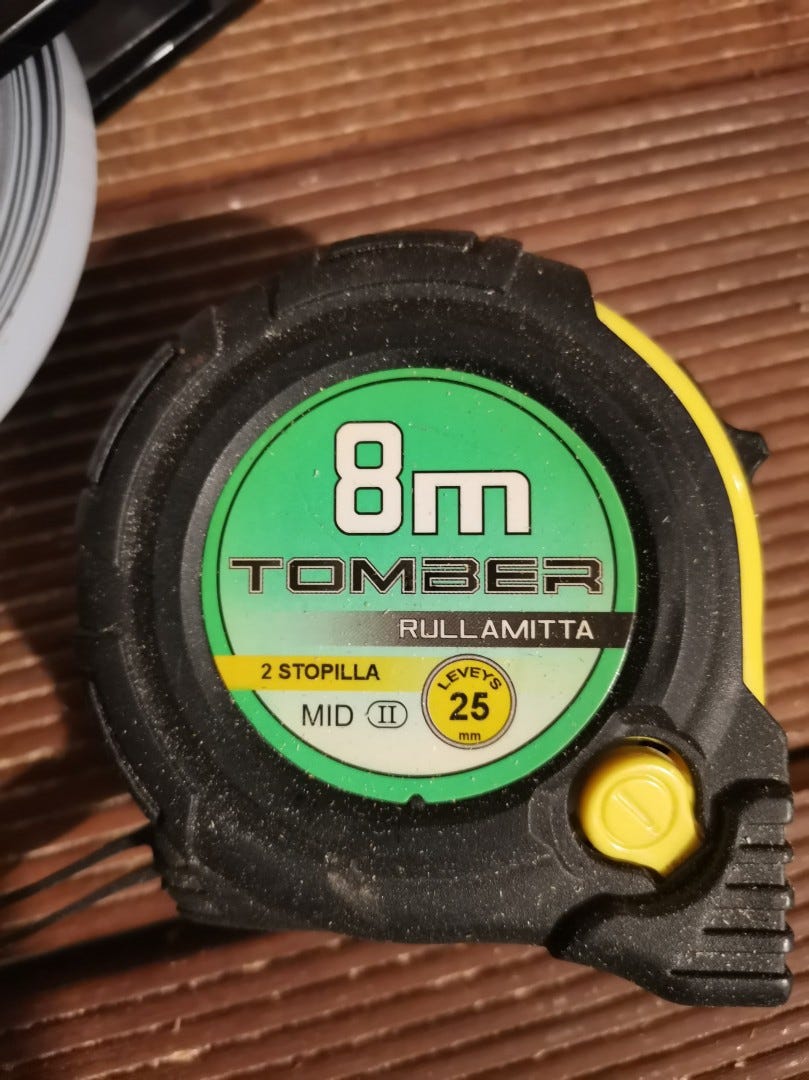 8m
TOMBER
RULLAMITTA
2 STOPILLA
MID II
LEVEYS
25
mm